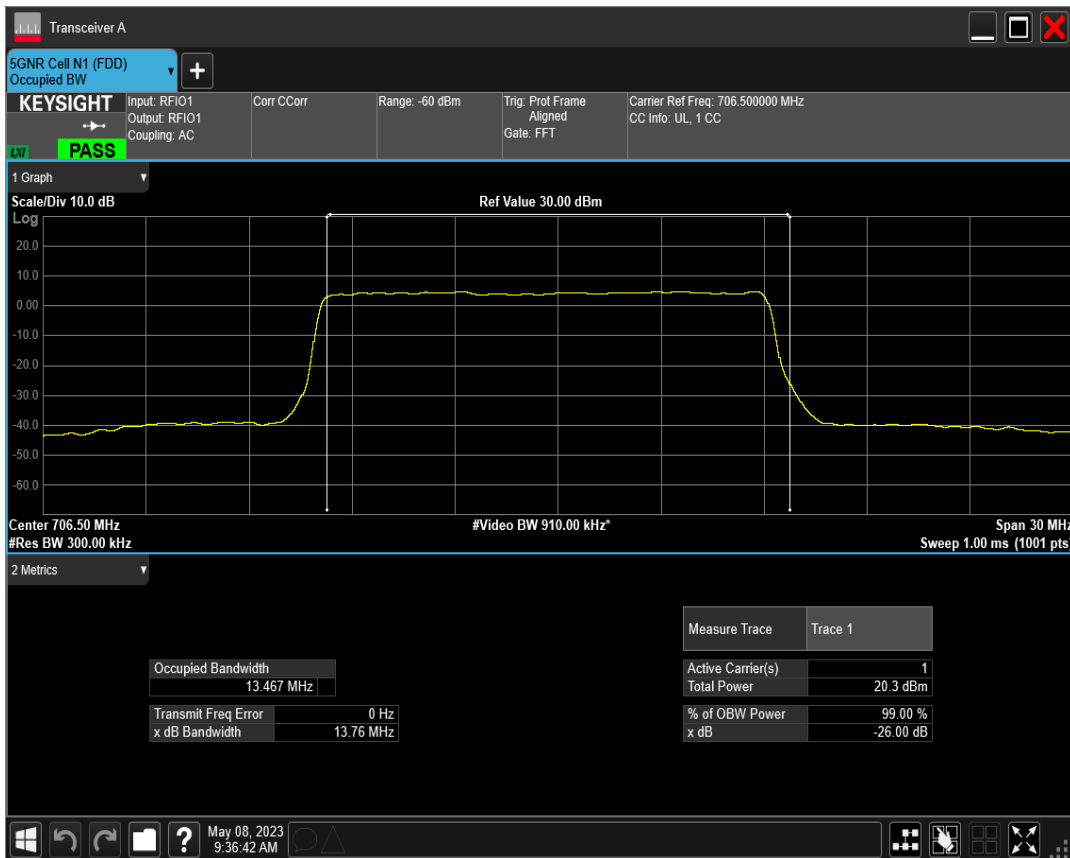 Transceiver A
5GNR Cell N1 (FDD)
Occupied BW
+
KEYSIGHT
LXI
PASS
Input: RFIO1
Output: RFIO1
Coupling: AC
Corr CCorr
Range: -60 dBm
Trig: Prot Frame
Aligned
Gate: FFT
Carrier Ref Freq: 706.500000 MHz
CC Info: UL, 1 CC
1 Graph
Scale/Div 10.0 dB
Ref Value 30.00 dBm
Log
20.0
10.0
0.00
-10.0
-20.0
-30.0
-40.0
-50.0
-60.0
Center 706.50 MHz
#Video BW 910.00 kHz*
Span 30 MHz
#Res BW 300.00 kHz
Sweep 1.00 ms (1001 pts)
2 Metrics
Measure Trace Trace 1
Occupied Bandwidth
13.467 MHz
Active Carrier(s) 1
Total Power 20.3 dBm
Transmit Freq Error 0 Hz
x dB Bandwidth 13.76 MHz
% of OBW Power 99.00 %
x dB -26.00 dB
?
May 08, 2023
9:36:42 AM